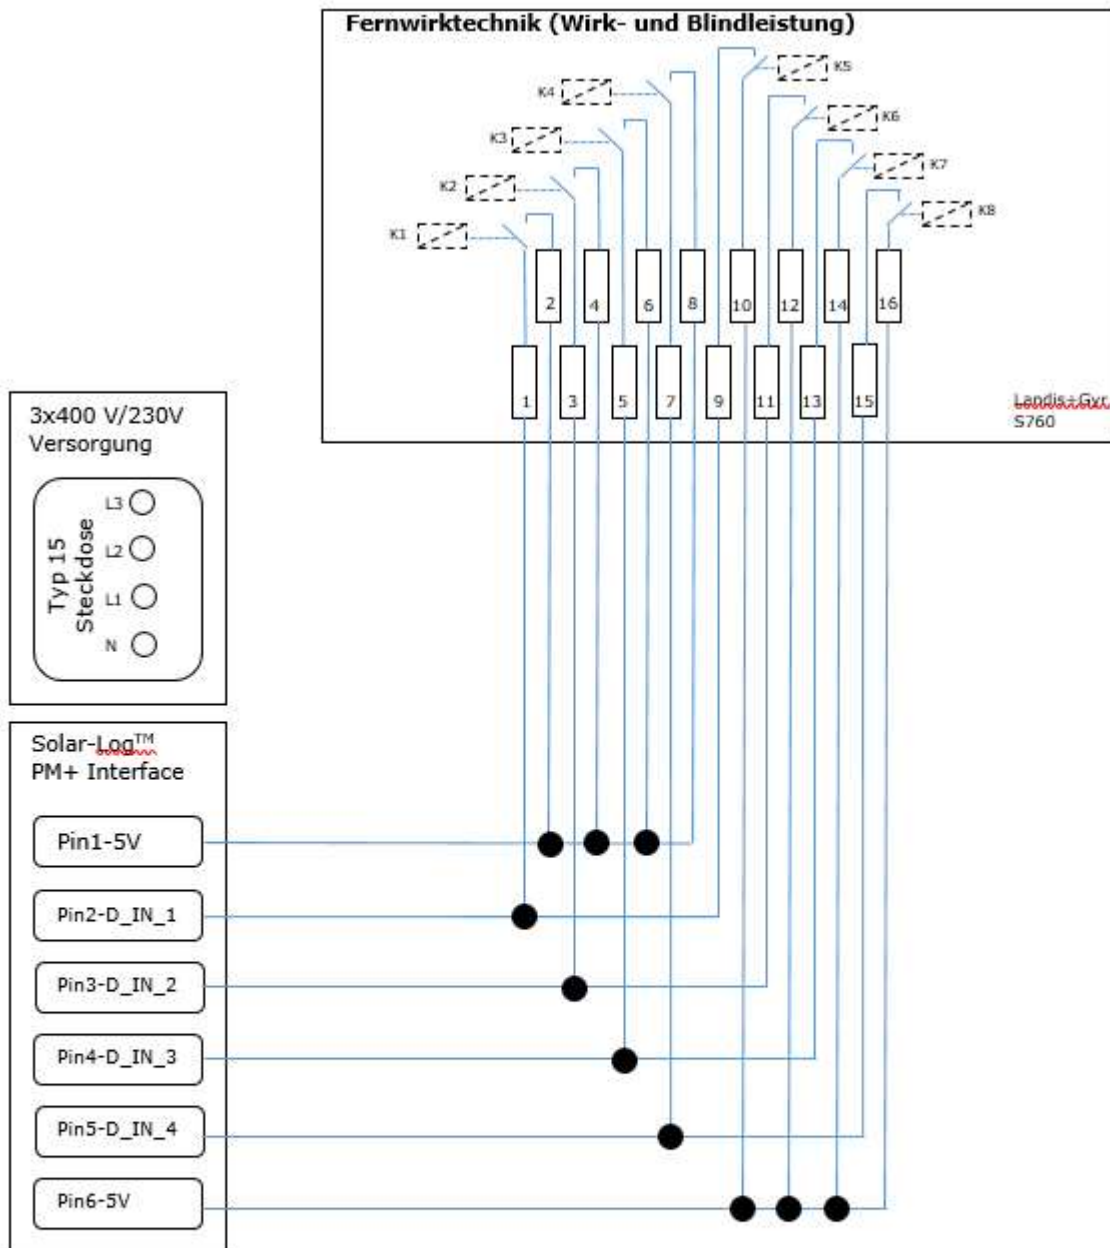 Fernwirktechnik (Wirk- und Blindleistung)
K5
K4
K6
K3
K7
K2
K8
K1
2
4
6
8
10
12
14
16
1
3
5
7
9
11
13
15
Landis+Gyr
S760
3x400 V/230V
Versorgung
Typ 15
Steckdose
L3
L2
L1
N
Solar-Log™
PM+ Interface
Pin1-5V
Pin2-D_IN_1
Pin3-D_IN_2
Pin4-D_IN_3
Pin5-D_IN_4
Pin6-5V